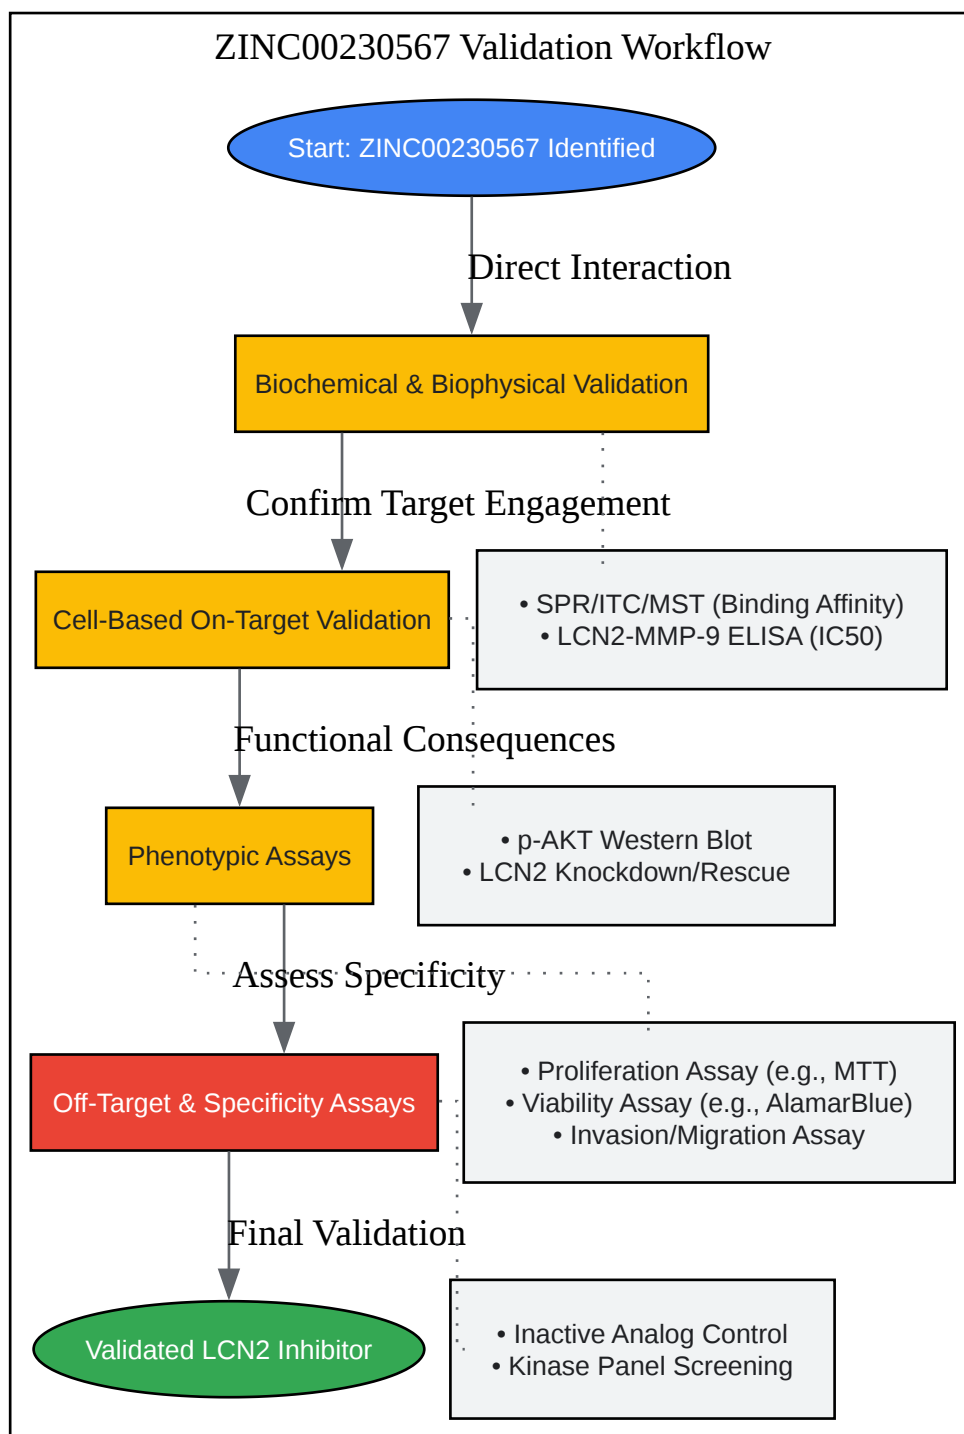 ZINC00230567 Validation Workflow
Start: ZINC00230567 Identified
Direct Interaction
Biochemical & Biophysical Validation
Confirm Target Engagement
• SPR/ITC/MST (Binding Affinity)
• LCN2-MMP-9 ELISA (IC50)
Cell-Based On-Target Validation
Functional Consequences
• p-AKT Western Blot
• LCN2 Knockdown/Rescue
Phenotypic Assays
Assess Specificity
• Proliferation Assay (e.g., MTT)
• Viability Assay (e.g., AlamarBlue)
• Invasion/Migration Assay
Off-Target & Specificity Assays
Final Validation
• Inactive Analog Control
• Kinase Panel Screening
Validated LCN2 Inhibitor